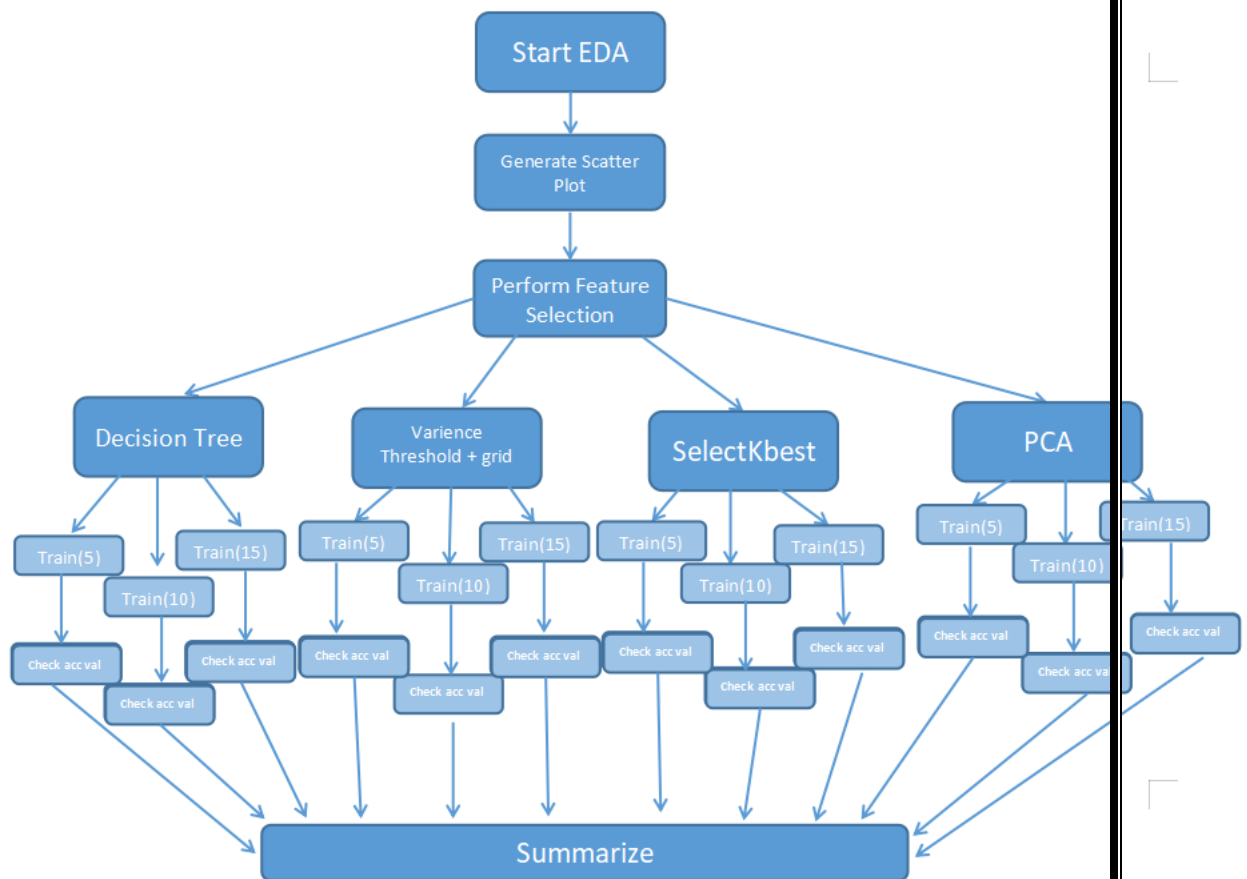 Start EDA
Generate Scatter
Plot
Perform Feature
Selection
Decision Tree
Varience
Threshold + grid
SelectKbest
PCA
Train(5)
Train(10)
Train(15)
Train(5)
Train(10)
Train(15)
Train(5)
Train(10)
Train(15)
Train(5)
Train(10)
Train(15)
Check acc val
Check acc val
Check acc val
Check acc val
Check acc val
Check acc val
Check acc val
Check acc val
Check acc val
Check acc val
Check acc val
Check acc val
Summarize